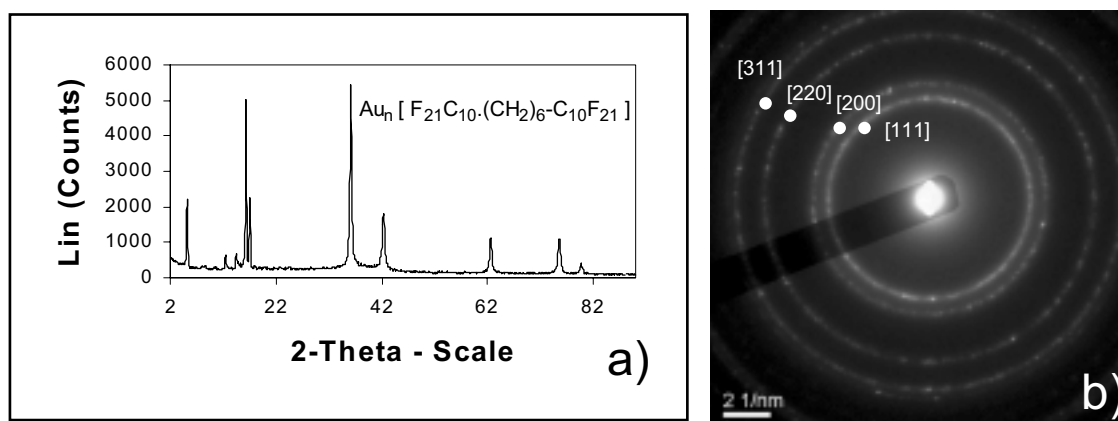 6000
5000
4000
3000
2000
1000
0
Lin (Counts)
Auₙ [ F₂₁C₁₀.(CH₂)₆-C₁₀F₂₁ ]
2 22 42 62 82
2-Theta - Scale
a)
[311]
[220]
[200]
[111]
2 1/nm
b)